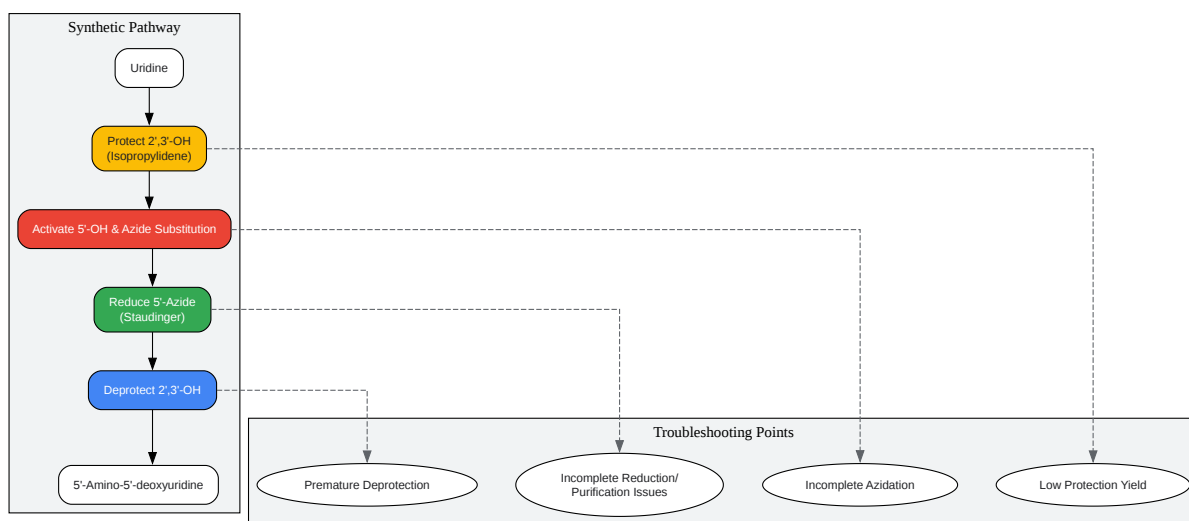 Synthetic Pathway
Uridine
Protect 2',3'-OH
(Isopropylidene)
Activate 5'-OH & Azide Substitution
Reduce 5'-Azide
(Staudinger)
Deprotect 2',3'-OH
5'-Amino-5'-deoxyuridine
Troubleshooting Points
Premature Deprotection
Incomplete Reduction/
Purification Issues
Incomplete Azidation
Low Protection Yield